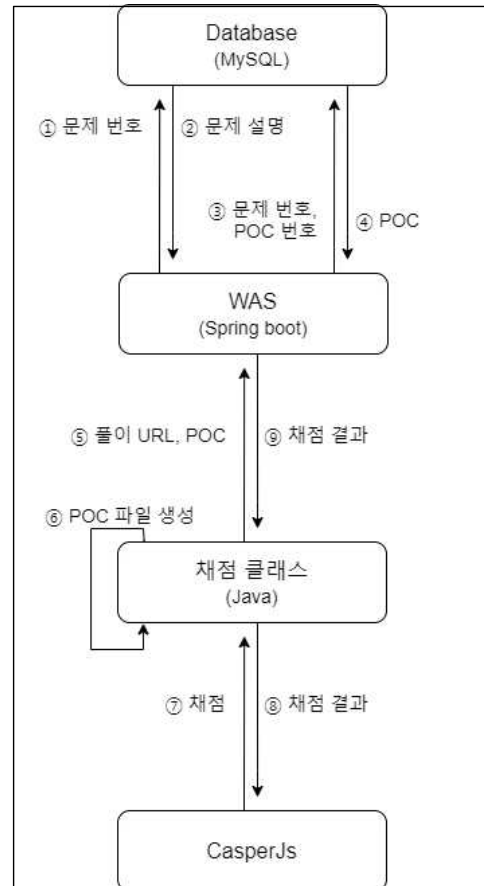 Database
(MySQL)
① 문제 번호
② 문제 설명
③ 문제 번호,
POC 번호
④ POC
WAS
(Spring boot)
⑤ 풀이 URL, POC
⑨ 채점 결과
⑥ POC 파일 생성
채점 클래스
(Java)
⑦ 채점
⑧ 채점 결과
CasperJs